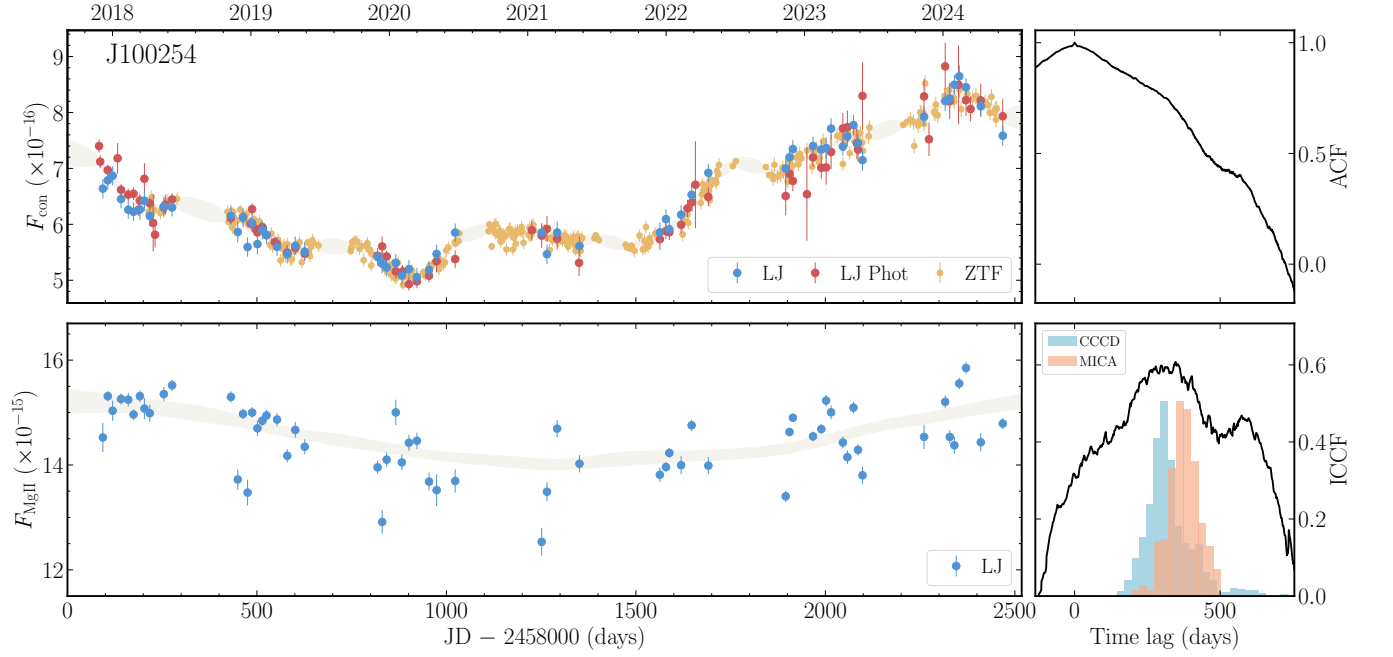 2018 2019 2020 2021 2022 2023 2024
J100254
9
8
7
6
5
F_con (×10^−16)
LJ LJ Phot ZTF
1.0
0.5
0.0
ACF
16
14
12
F_MgII (×10^−15)
LJ
CCCD
MICA
0.6
0.4
0.2
0.0
ICCF
0 500 1000 1500 2000 2500
JD − 2458000 (days)
0 500
Time lag (days)